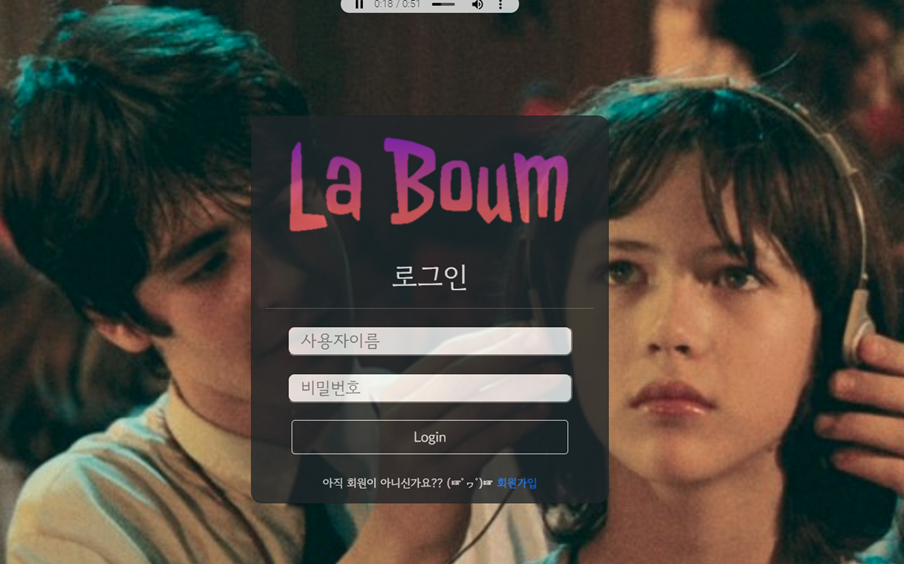 0:18 / 0:51
La Boum
로그인
사용자이름
비밀번호
Login
아직 회원이 아니신가요?? (☞ﾟヮﾟ)☞ 회원가입